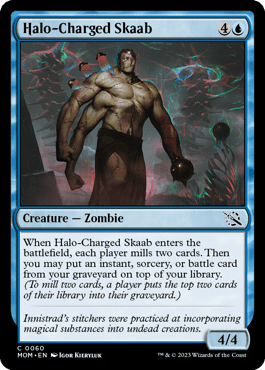 Halo-Charged Skaab 4
Creature — Zombie
When Halo-Charged Skaab enters the
battlefield, each player mills two cards. Then
you may put an instant, sorcery, or battle card
from your graveyard on top of your library.
(To mill two cards, a player puts the top two cards
of their library into their graveyard.)
Innistrad's stitchers were practiced at incorporating
magical substances into undead creatures.
4/4
C 0060
MOM • EN Igor Kieryluk ™ & © 2023 Wizards of the Coast